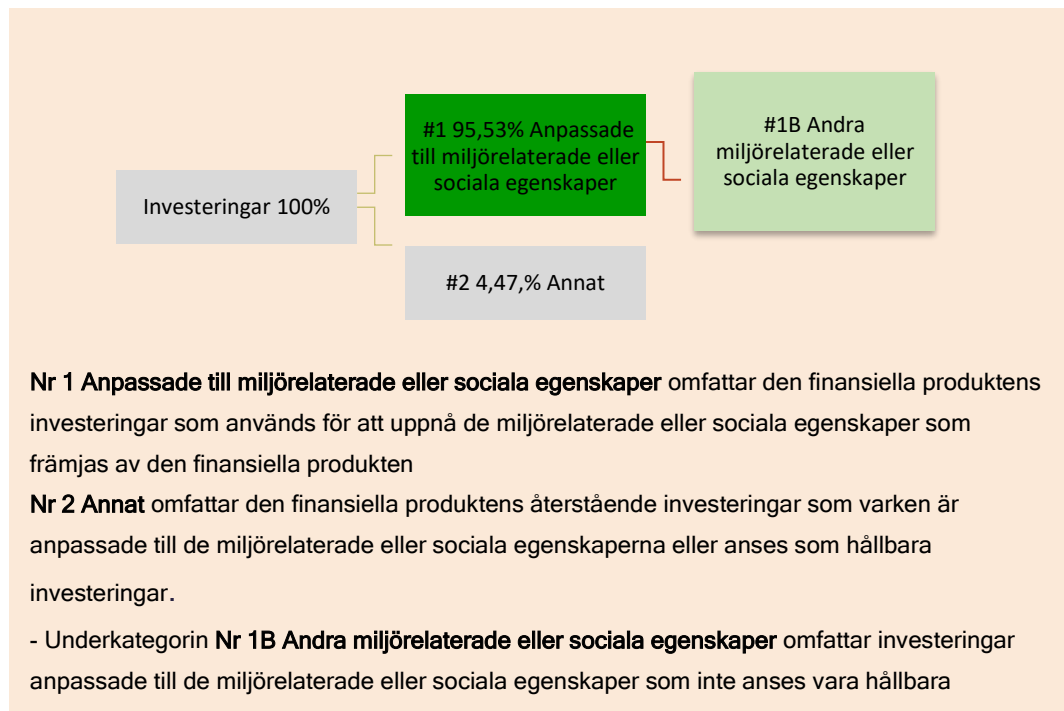 #1 95,53% Anpassade
till miljörelaterade eller
sociala egenskaper
#1B Andra
miljörelaterade eller
sociala egenskaper
Investeringar 100%
#2 4,47,% Annat
Nr 1 Anpassade till miljörelaterade eller sociala egenskaper omfattar den finansiella produktens
investeringar som används för att uppnå de miljörelaterade eller sociala egenskaper som
främjas av den finansiella produkten
Nr 2 Annat omfattar den finansiella produktens återstående investeringar som varken är
anpassade till de miljörelaterade eller sociala egenskaperna eller anses som hållbara
investeringar.
- Underkategorin Nr 1B Andra miljörelaterade eller sociala egenskaper omfattar investeringar
anpassade till de miljörelaterade eller sociala egenskaper som inte anses vara hållbara